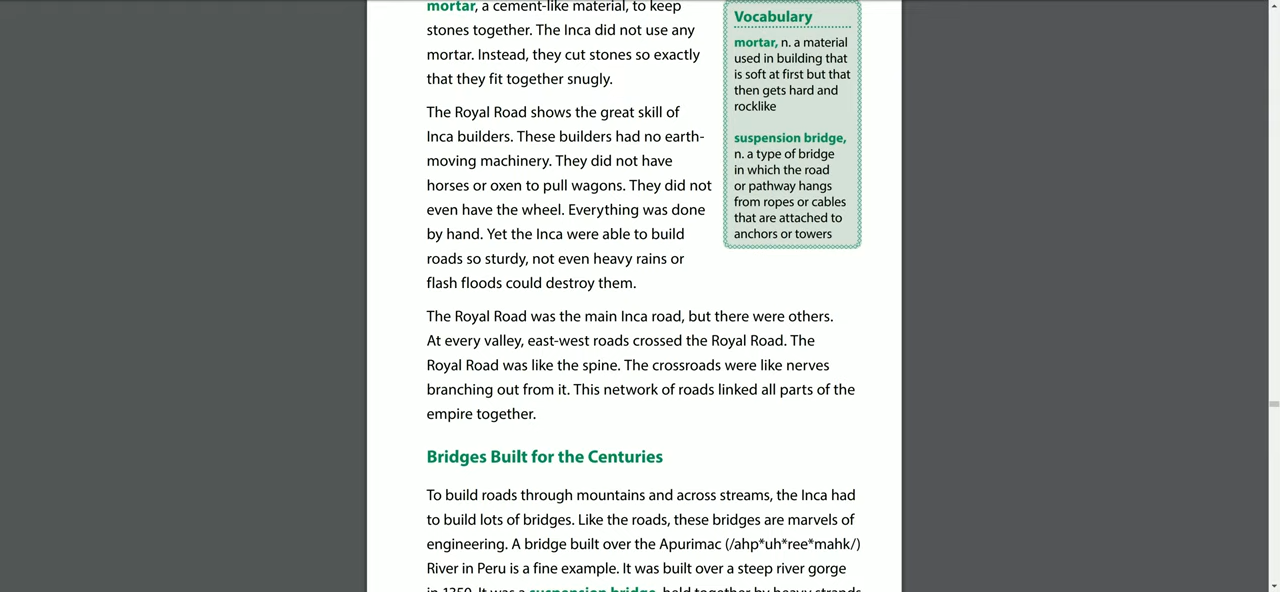 mortar, a cement-like material, to keep
stones together. The Inca did not use any
mortar. Instead, they cut stones so exactly
that they fit together snugly.
The Royal Road shows the great skill of
Inca builders. These builders had no earth-
moving machinery. They did not have
horses or oxen to pull wagons. They did not
even have the wheel. Everything was done
by hand. Yet the Inca were able to build
roads so sturdy, not even heavy rains or
flash floods could destroy them.
Vocabulary
mortar, n. a material
used in building that
is soft at first but that
then gets hard and
rocklike
suspension bridge,
n. a type of bridge
in which the road
or pathway hangs
from ropes or cables
that are attached to
anchors or towers
The Royal Road was the main Inca road, but there were others.
At every valley, east-west roads crossed the Royal Road. The
Royal Road was like the spine. The crossroads were like nerves
branching out from it. This network of roads linked all parts of the
empire together.
Bridges Built for the Centuries
To build roads through mountains and across streams, the Inca had
to build lots of bridges. Like the roads, these bridges are marvels of
engineering. A bridge built over the Apurimac (/ahp*uh*ree*mahk/)
River in Peru is a fine example. It was built over a steep river gorge
in 1350. It was a suspension bridge, held together by heavy strands